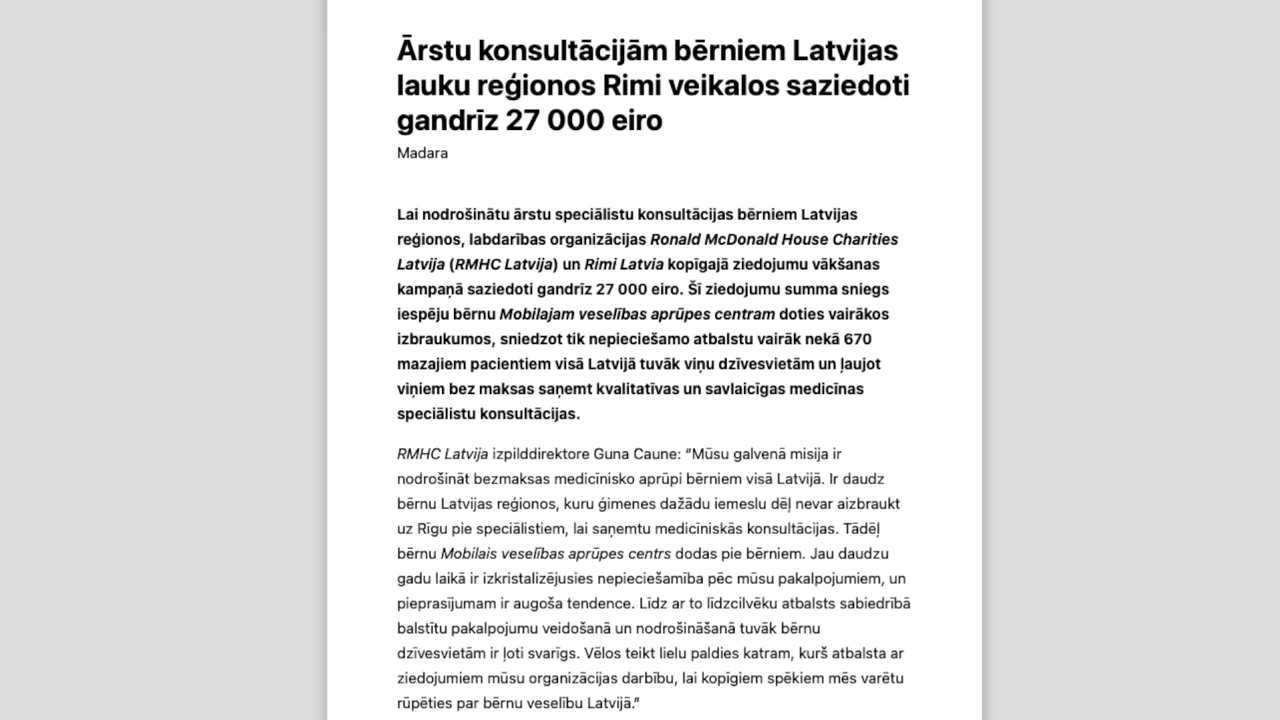 Ārstu konsultācijām bērniem Latvijas
lauku reģionos Rimi veikalos saziedoti
gandrīz 27 000 eiro
Madara
Lai nodrošinātu ārstu speciālistu konsultācijas bērniem Latvijas
reģionos, labdarības organizācijas Ronald McDonald House Charities
Latvija (RMHC Latvija) un Rimi Latvia kopīgajā ziedojumu vākšanas
kampaņā saziedoti gandrīz 27 000 eiro. Šī ziedojumu summa sniegs
iespēju bērnu Mobilajam veselības aprūpes centram doties vairākos
izbraukumos, sniedzot tik nepieciešamo atbalstu vairāk nekā 670
mazajiem pacientiem visā Latvijā tuvāk viņu dzīvesvietām un ļaujot
viņiem bez maksas saņemt kvalitatīvas un savlaicīgas medicīnas
speciālistu konsultācijas.
RMHC Latvija izpilddirektore Guna Caune: “Mūsu galvenā misija ir
nodrošināt bezmaksas medicīnisko aprūpi bērniem visā Latvijā. Ir daudz
bērnu Latvijas reģionos, kuru ģimenes dažādu iemeslu dēļ nevar aizbraukt
uz Rīgu pie speciālistiem, lai saņemtu medicīniskās konsultācijas. Tādēļ
bērnu Mobilais veselības aprūpes centrs dodas pie bērniem. Jau daudzu
gadu laikā ir izkristalizējusies nepieciešamība pēc mūsu pakalpojumiem, un
pieprasījumam ir augoša tendence. Līdz ar to līdzcilvēku atbalsts sabiedrībā
balstītu pakalpojumu veidošanā un nodrošināšanā tuvāk bērnu
dzīvesvietām ir ļoti svarīgs. Vēlos teikt lielu paldies katram, kurš atbalsta ar
ziedojumiem mūsu organizācijas darbību, lai kopīgiem spēkiem mēs varētu
rūpēties par bērnu veselību Latvijā.”